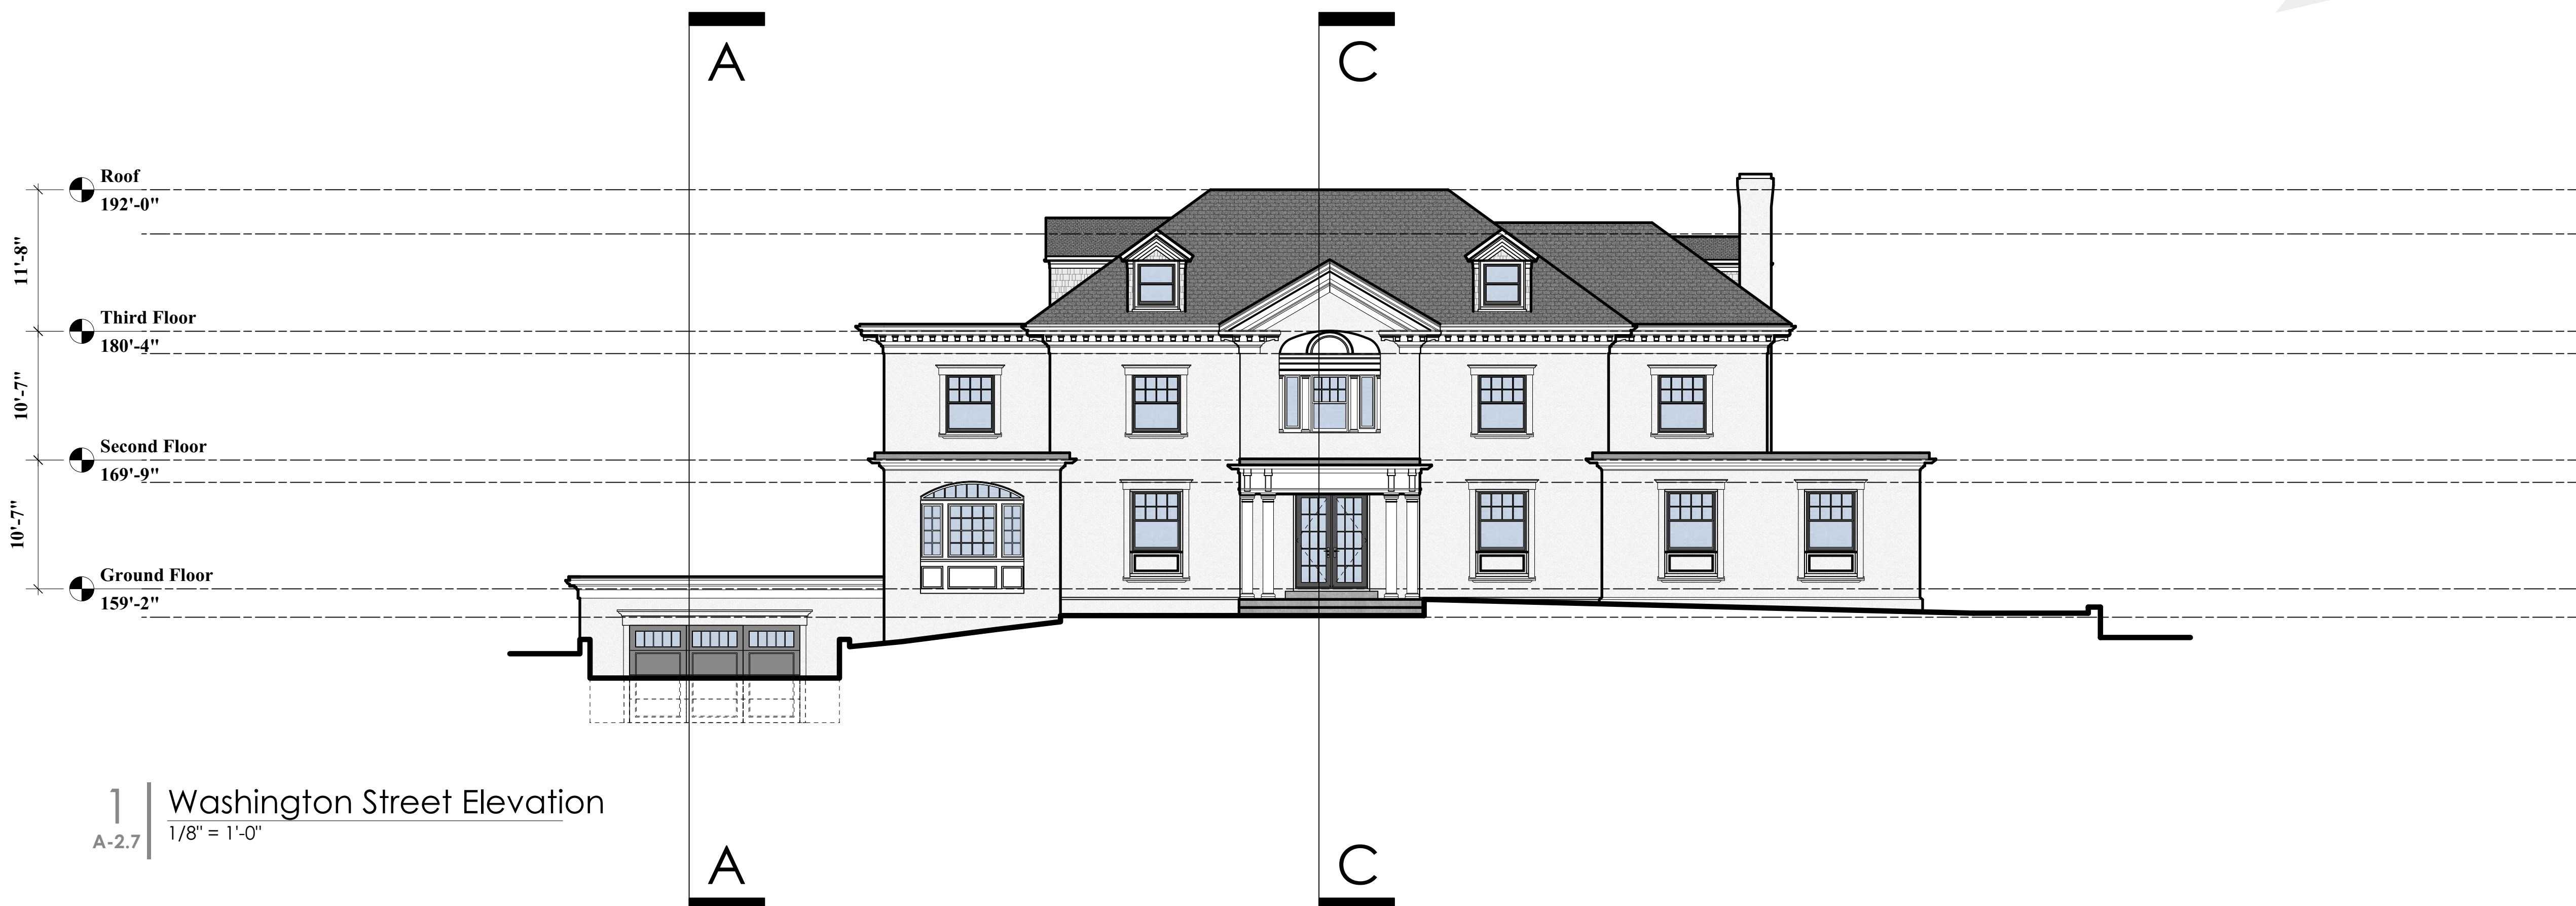 A
C
Roof
192'-0"
11'-8"
Third Floor
180'-4"
10'-7"
Second Floor
169'-9"
10'-7"
Ground Floor
159'-2"
1
A-2.7
Washington Street Elevation
1/8" = 1'-0"
A
C